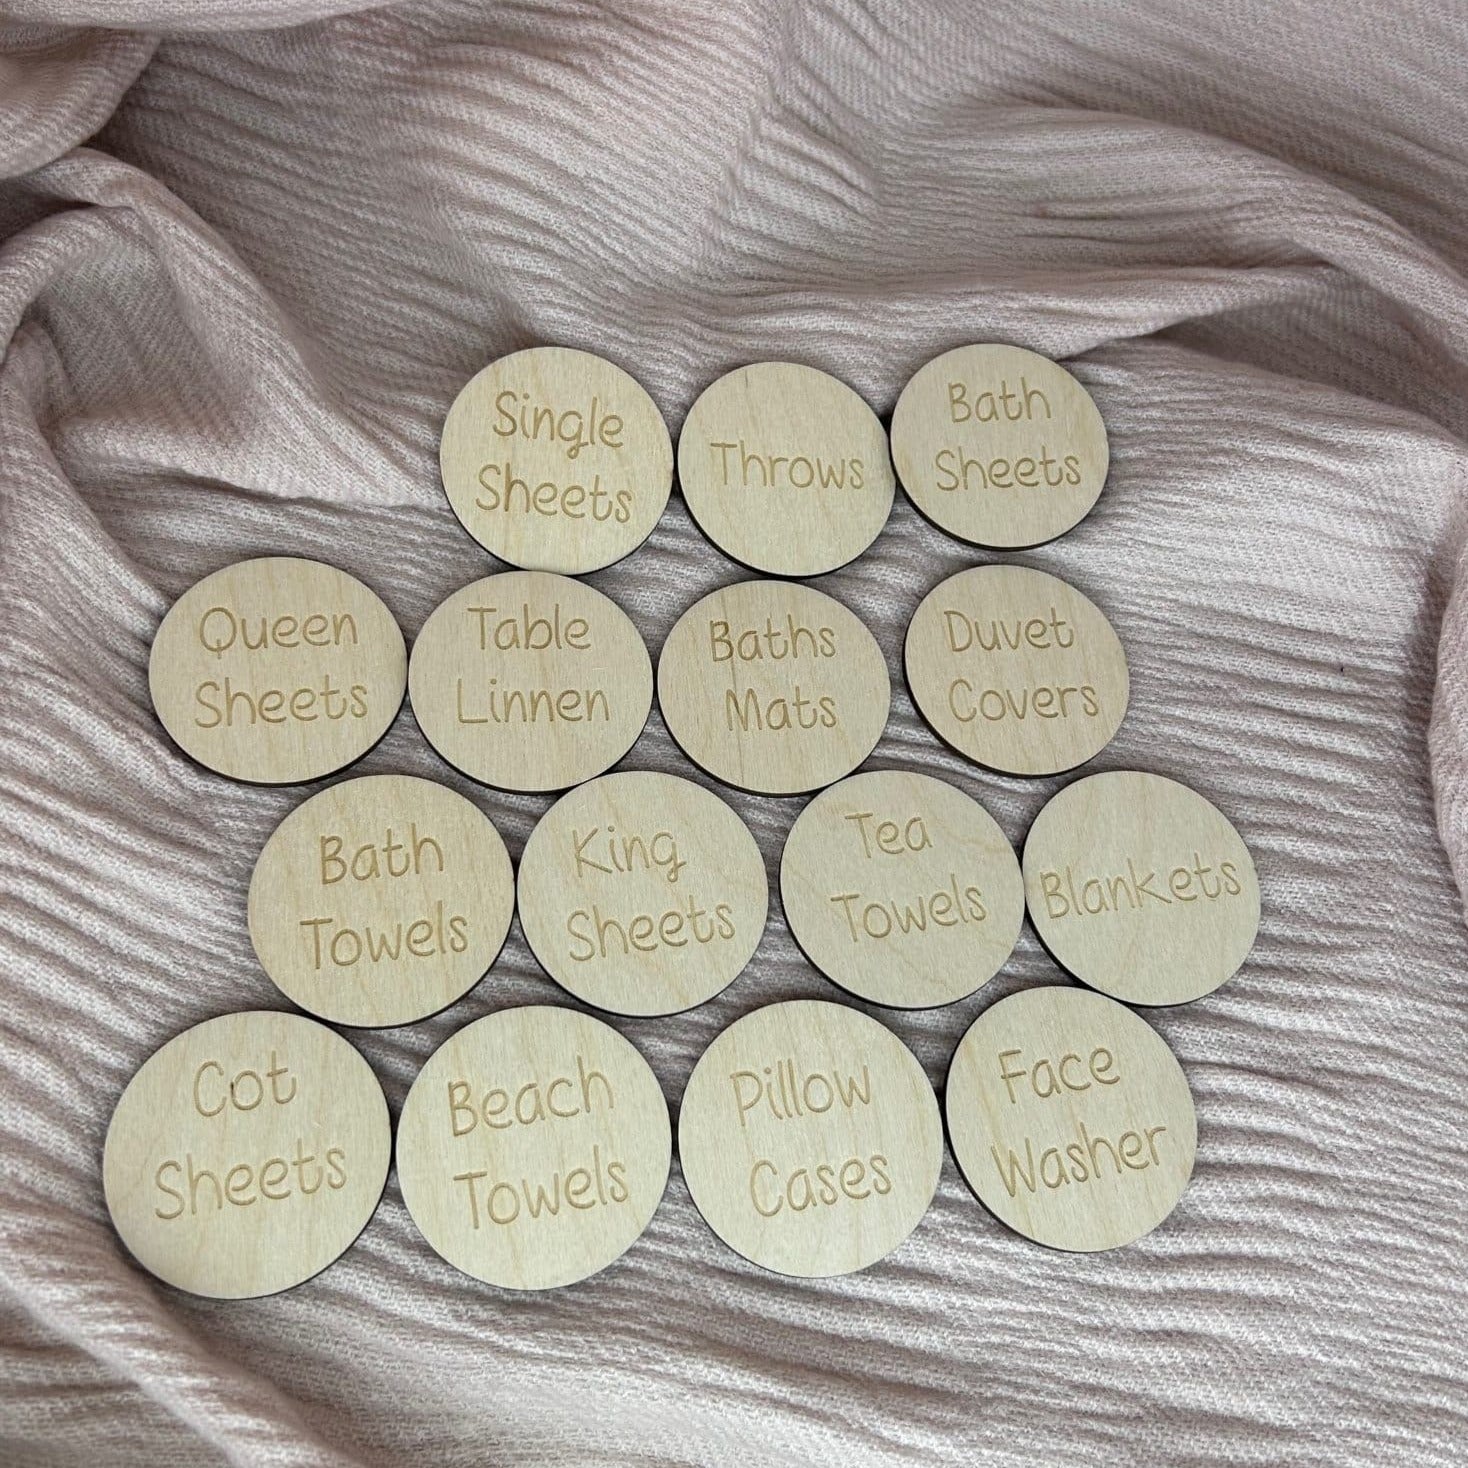 Single
Sheets
Throws
Bath
Sheets
Queen
Sheets
Table
Linnen
Baths
Mats
Duvet
Covers
Bath
Towels
King
Sheets
Tea
Towels
Blankets
Cot
Sheets
Beach
Towels
Pillow
Cases
Face
Washer